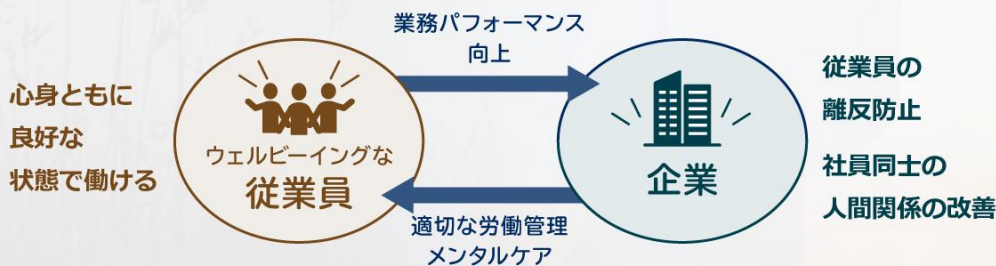 業務パフォーマンス
向上
心身ともに
良好な
状態で働ける
ウェルビーイングな
従業員
企業
従業員の
離反防止
社員同士の
人間関係の改善
適切な労働管理
メンタルケア